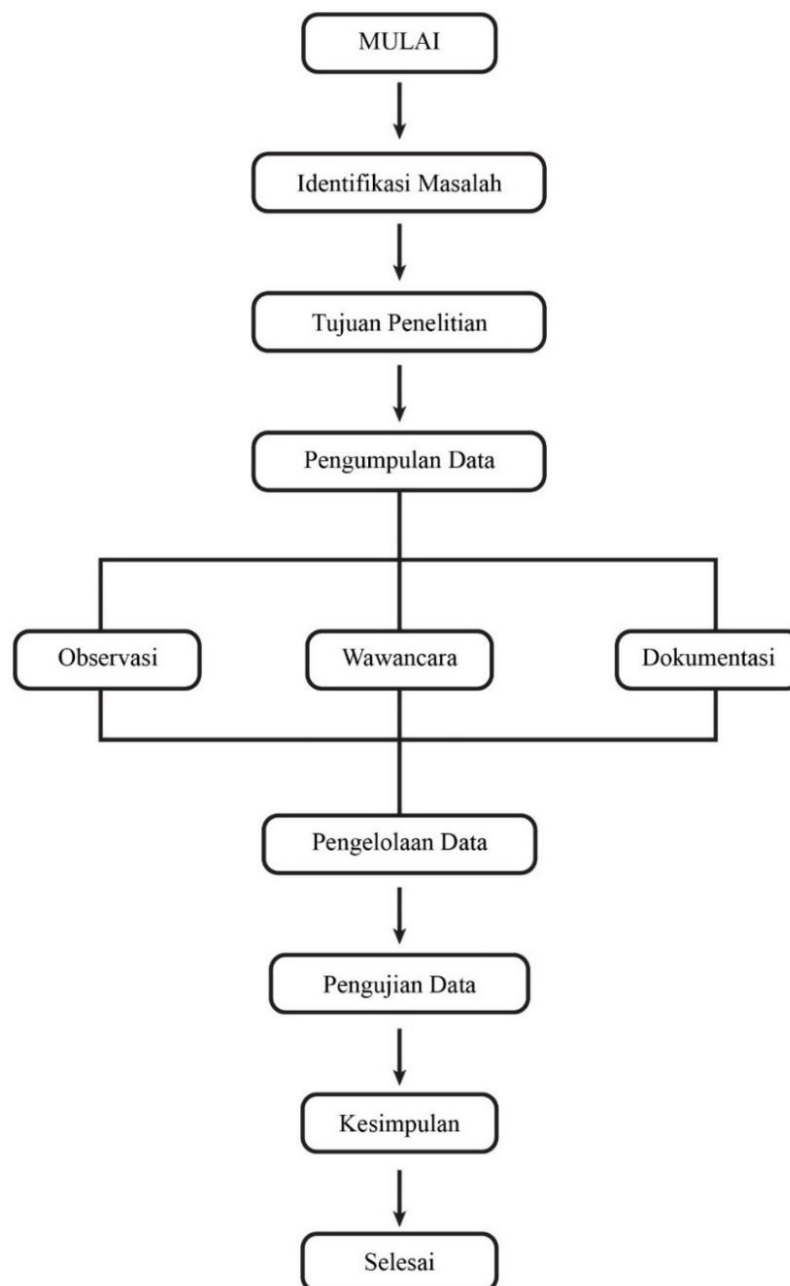 MULAI
Identifikasi Masalah
Tujuan Penelitian
Pengumpulan Data
Observasi
Wawancara
Dokumentasi
Pengelolaan Data
Pengujian Data
Kesimpulan
Selesai